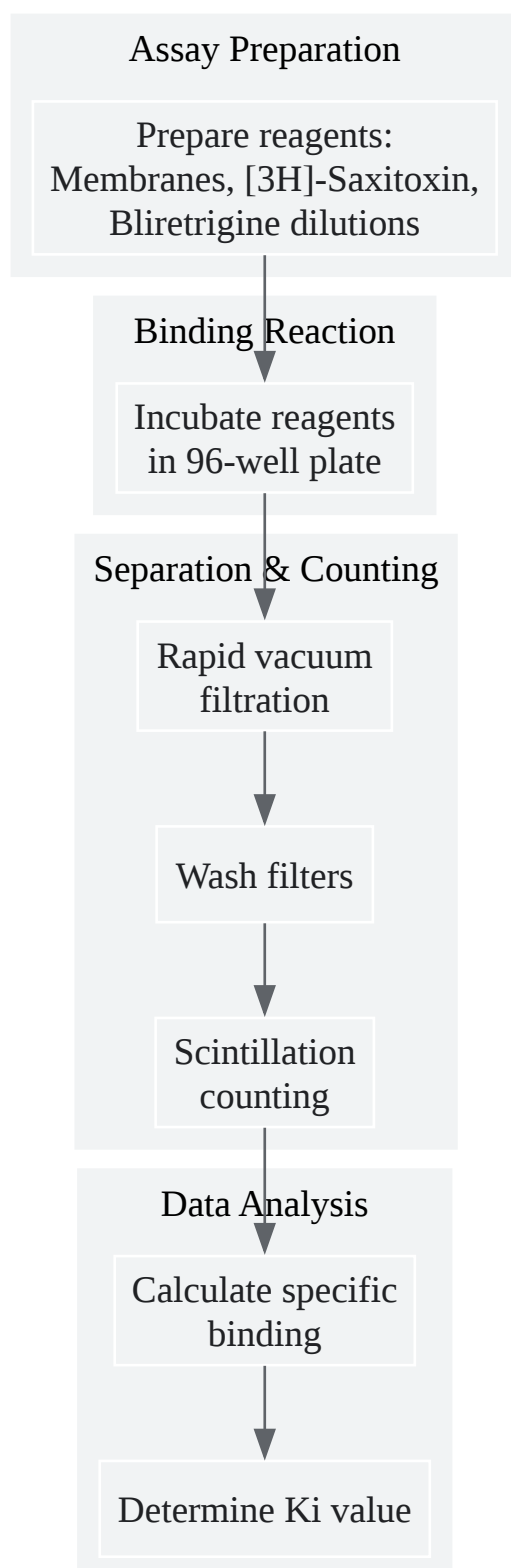 Assay Preparation
Prepare reagents:
Membranes, [3H]-Saxitoxin,
Bliretrigine dilutions
Binding Reaction
Incubate reagents
in 96-well plate
Separation & Counting
Rapid vacuum
filtration
Wash filters
Scintillation
counting
Data Analysis
Calculate specific
binding
Determine Ki value